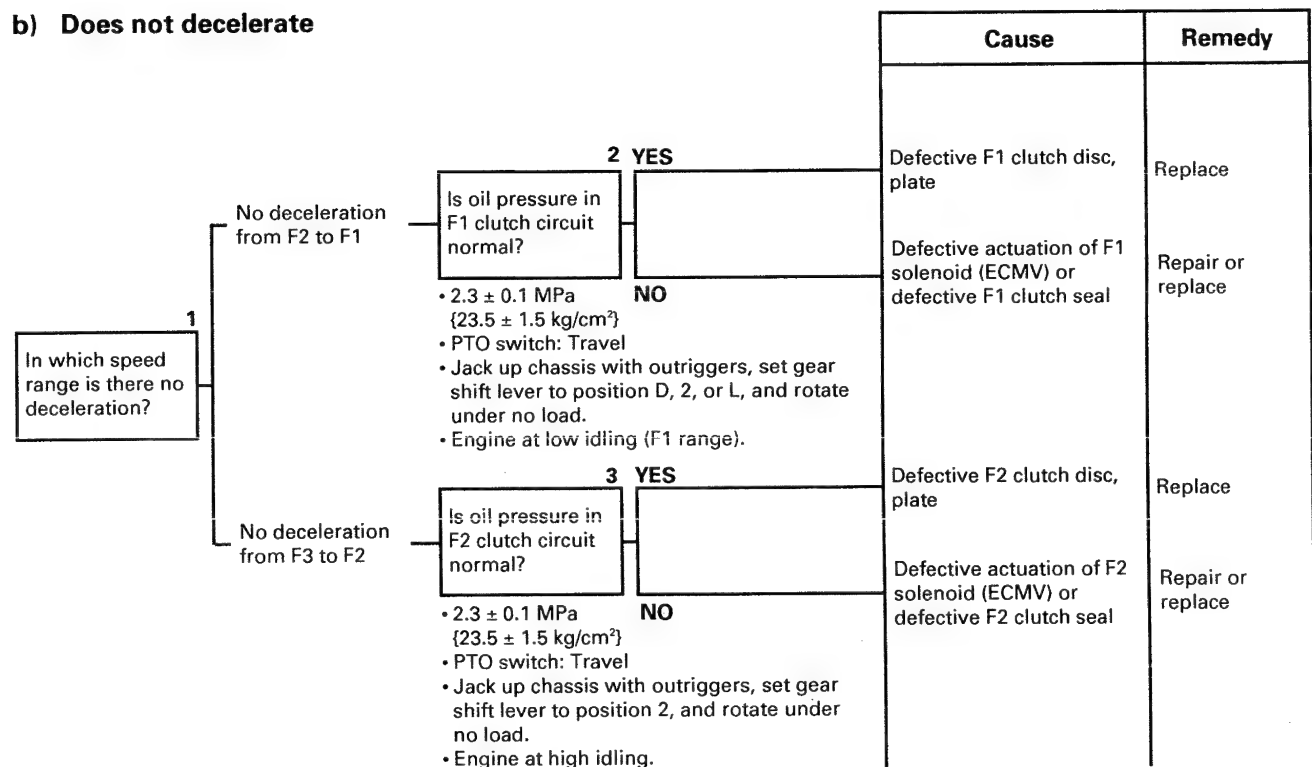 b) Does not decelerate
Cause
Remedy
1
In which speed
range is there no
deceleration?
No deceleration
from F2 to F1
2 YES
Is oil pressure in
F1 clutch circuit
normal?
NO
• 2.3 ± 0.1 MPa
{23.5 ± 1.5 kg/cm²}
• PTO switch: Travel
• Jack up chassis with outriggers, set gear
shift lever to position D, 2, or L, and rotate
under no load.
• Engine at low idling (F1 range).
Defective F1 clutch disc,
plate
Replace
Defective actuation of F1
solenoid (ECMV) or
defective F1 clutch seal
Repair or
replace
No deceleration
from F3 to F2
3 YES
Is oil pressure in
F2 clutch circuit
normal?
NO
• 2.3 ± 0.1 MPa
{23.5 ± 1.5 kg/cm²}
• PTO switch: Travel
• Jack up chassis with outriggers, set gear
shift lever to position 2, and rotate under
no load.
• Engine at high idling.
Defective F2 clutch disc,
plate
Replace
Defective actuation of F2
solenoid (ECMV) or
defective F2 clutch seal
Repair or
replace